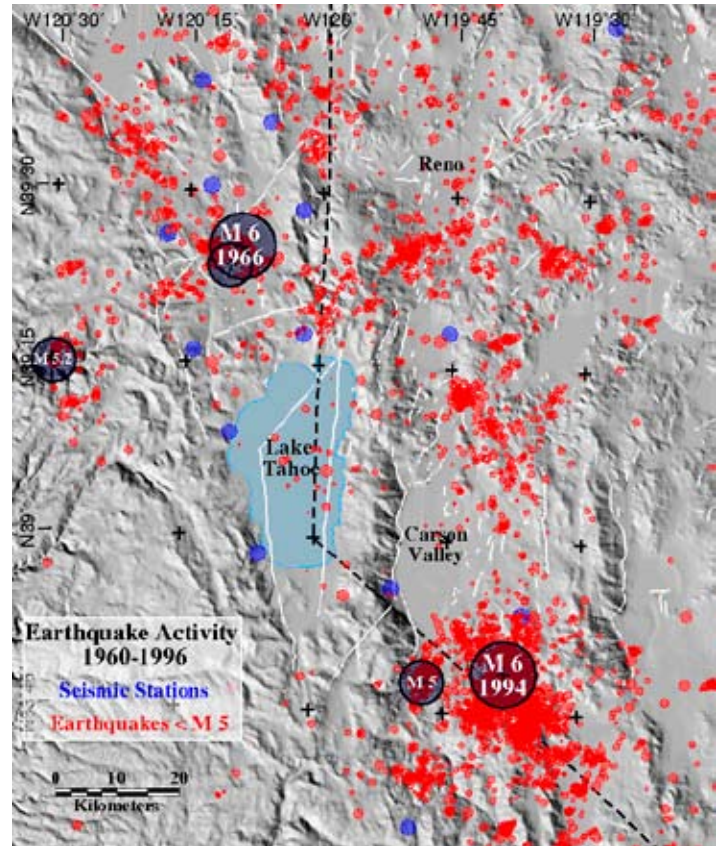 W120°30'
W120°15'
W120
W119°45
W119°30'
N39°30
Reno
M 6
1966
N39°15
M 5.2
Lake
Tahoe
N39
Carson
Valley
Earthquake Activity
1960-1996
Seismic Stations
Earthquakes < M 5
M 5
M 6
1994
0 10 20
Kilometers